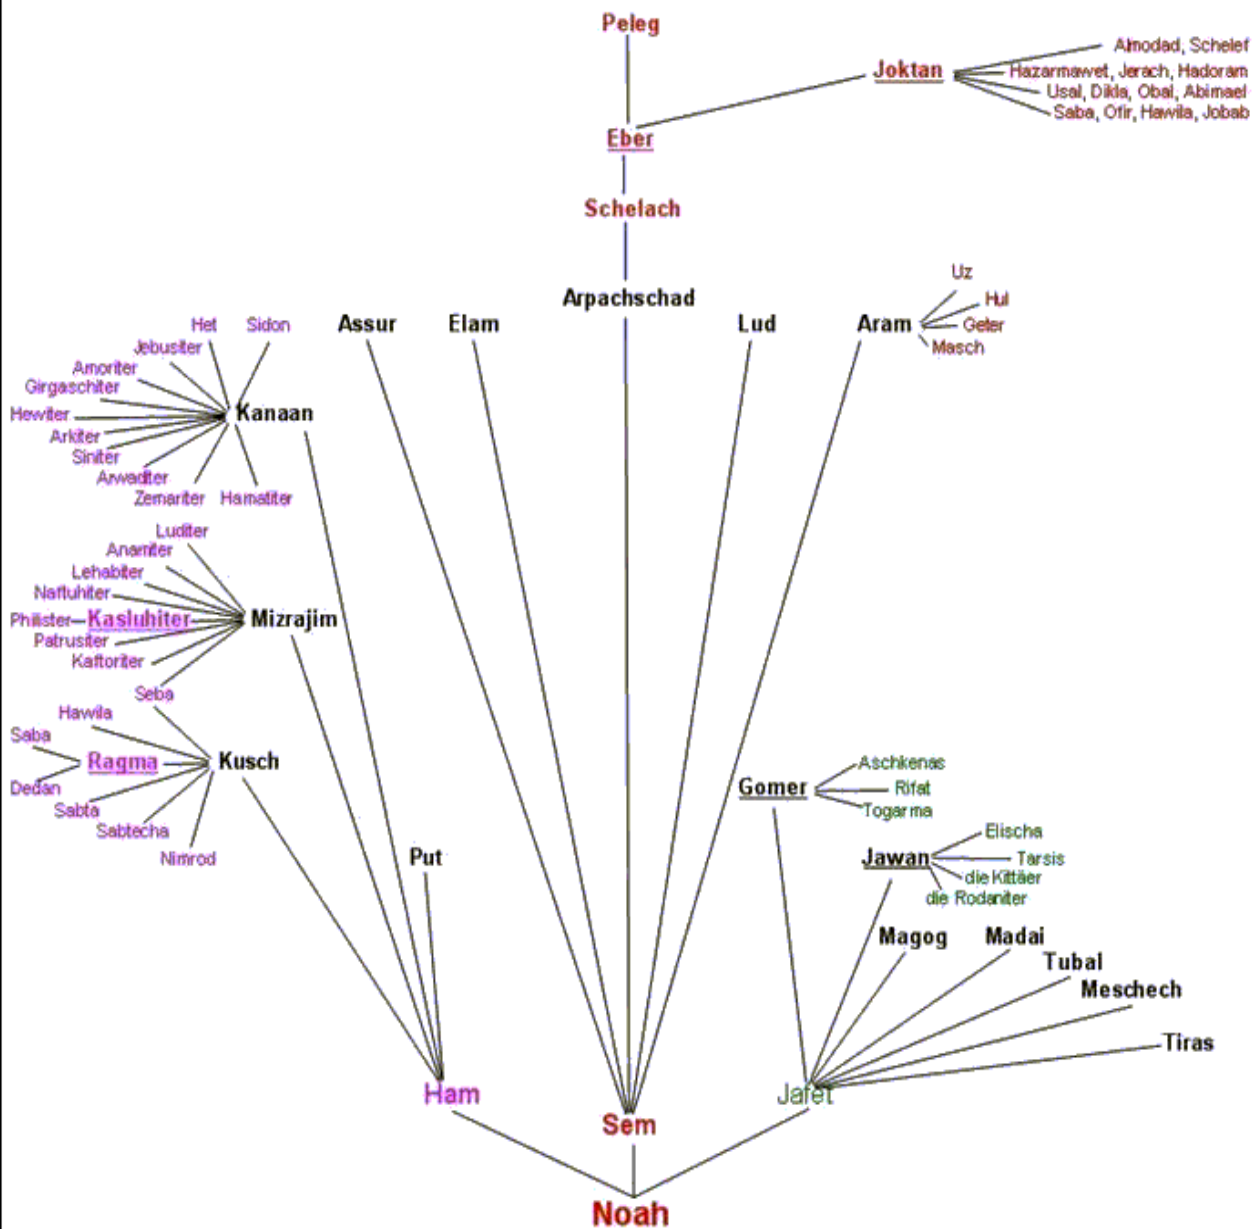 Peleg
Joktan
Almodad, Schelef
Hazarmawet, Jerach, Hadoram
Usal, Dikla, Obal, Abimael
Saba, Ofir, Hawila, Jobab
Eber
Schelach
Arpachschad
Assur
Elam
Lud
Aram
Uz
Hul
Geter
Masch
Het
Sidon
Jebusiter
Amoriter
Girgaschiter
Hewiter
Kanaan
Arkiter
Siniter
Arwaditer
Zemariter
Hamatiter
Luditer
Anamiter
Lehabiter
Naftuhiter
Philister
Kasluhiter
Mizrajim
Patrusiter
Kaftoriter
Seba
Hawila
Saba
Ragma
Kusch
Dedan
Sabta
Sabtecha
Nimrod
Put
Gomer
Aschkenas
Rifat
Togarma
Jawan
Elischa
Tarsis
die Kittäer
die Rodaniter
Magog
Madai
Tubal
Meschech
Tiras
Ham
Sem
Jafet
Noah